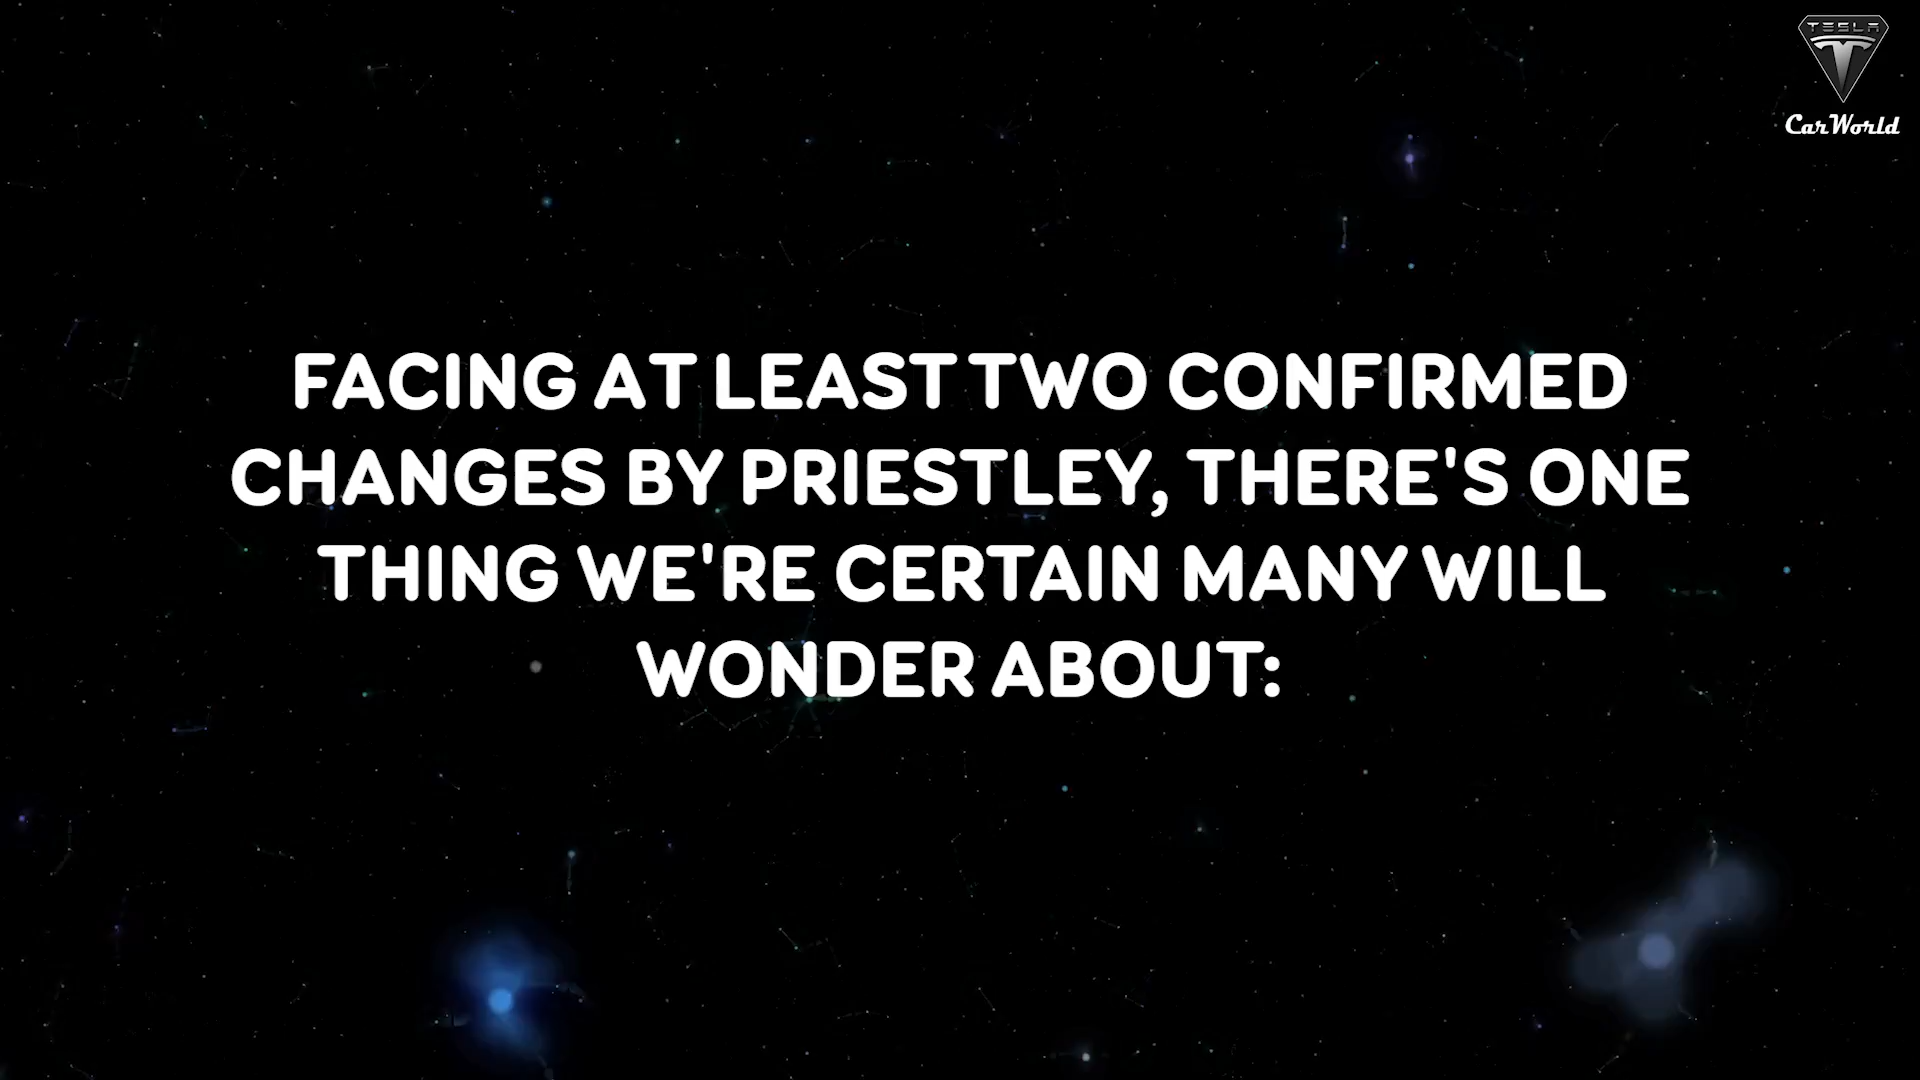 TESLA
CarWorld
FACING AT LEAST TWO CONFIRMED
CHANGES BY PRIESTLEY, THERE'S ONE
THING WE'RE CERTAIN MANY WILL
WONDER ABOUT: